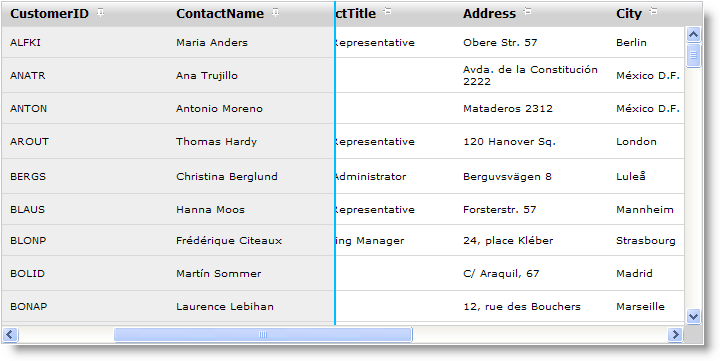 CustomerID ContactName ctTitle Address City
ALFKI Maria Anders Representative Obere Str. 57 Berlin
ANATR Ana Trujillo Avda. de la Constitución 2222 México D.F.
ANTON Antonio Moreno Mataderos 2312 México D.F.
AROUT Thomas Hardy Representative 120 Hanover Sq. London
BERGS Christina Berglund Administrator Berguvsvägen 8 Luleå
BLAUS Hanna Moos Representative Forsterstr. 57 Mannheim
BLONP Frédérique Citeaux ing Manager 24, place Kléber Strasbourg
BOLID Martín Sommer C/ Araquil, 67 Madrid
BONAP Laurence Lebihan 12, rue des Bouchers Marseille